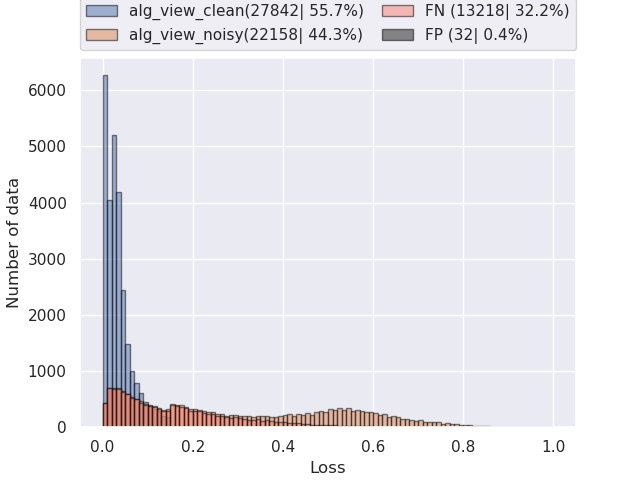 alg_view_clean(27842| 55.7%) FN (13218| 32.2%)
alg_view_noisy(22158| 44.3%) FP (32| 0.4%)
6000
5000
4000
3000
2000
1000
0
Number of data
0.0 0.2 0.4 0.6 0.8 1.0
Loss